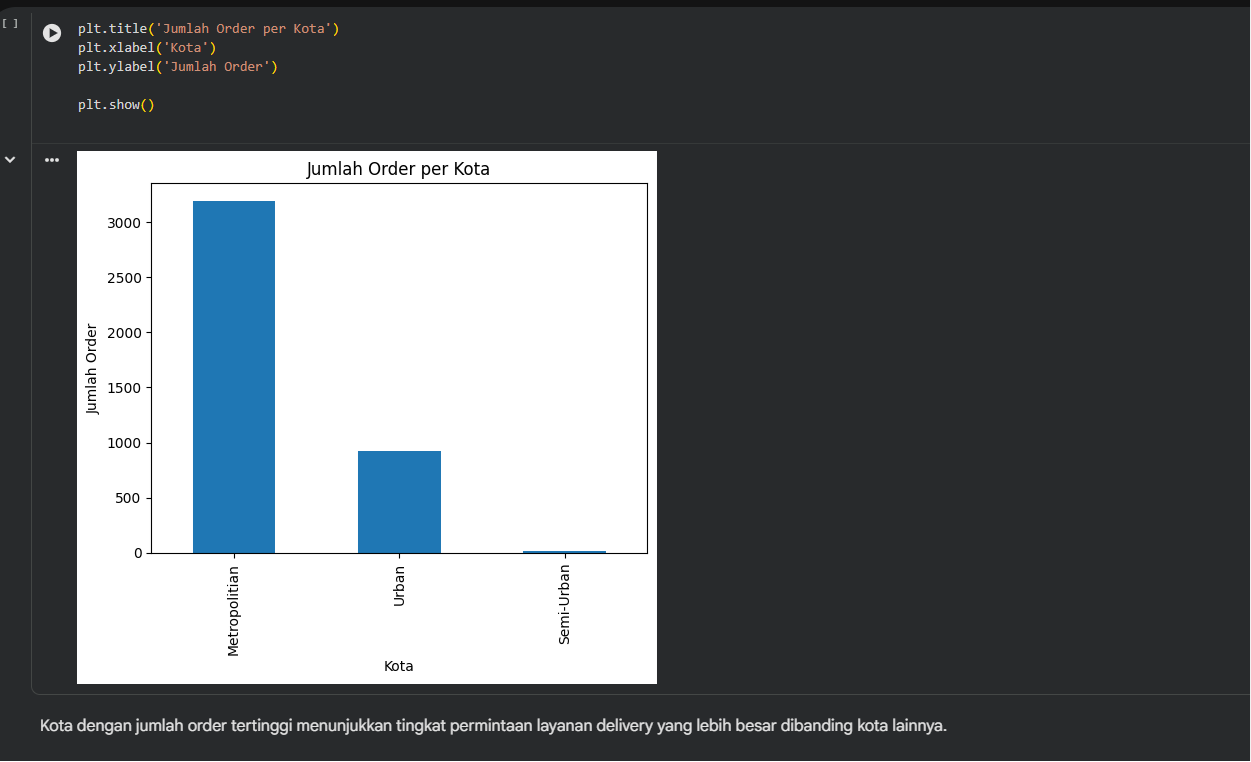 [ ]
plt.title('Jumlah Order per Kota')
plt.xlabel('Kota')
plt.ylabel('Jumlah Order')
plt.show()
Jumlah Order per Kota
3000
2500
2000
1500
1000
500
0
Jumlah Order
Metropolitian
Urban
Semi-Urban
Kota
Kota dengan jumlah order tertinggi menunjukkan tingkat permintaan layanan delivery yang lebih besar dibanding kota lainnya.